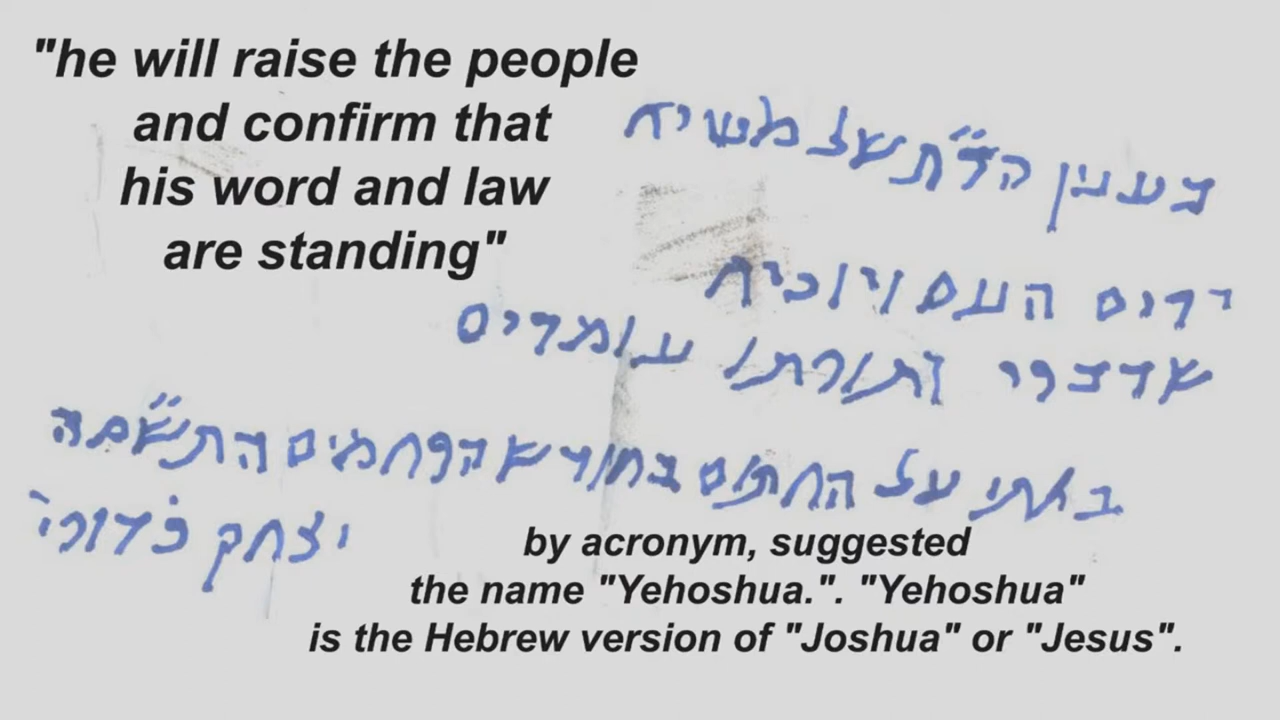 "he will raise the people
and confirm that
his word and law
are standing"
בענין הר״ת של משיח
ירים העם ויוכיח
שדברו ותורתו עומדים
באתי על החתום בחודש הרחמים התשס״ה
יצחק כדורי
by acronym, suggested
the name "Yehoshua.". "Yehoshua"
is the Hebrew version of "Joshua" or "Jesus".